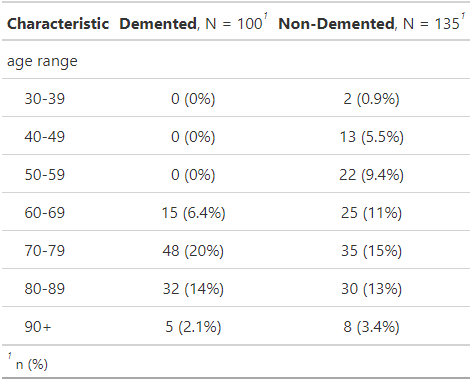 Characteristic Demented, N = 100¹ Non-Demented, N = 135¹
age range
30-39 0 (0%) 2 (0.9%)
40-49 0 (0%) 13 (5.5%)
50-59 0 (0%) 22 (9.4%)
60-69 15 (6.4%) 25 (11%)
70-79 48 (20%) 35 (15%)
80-89 32 (14%) 30 (13%)
90+ 5 (2.1%) 8 (3.4%)
¹ n (%)